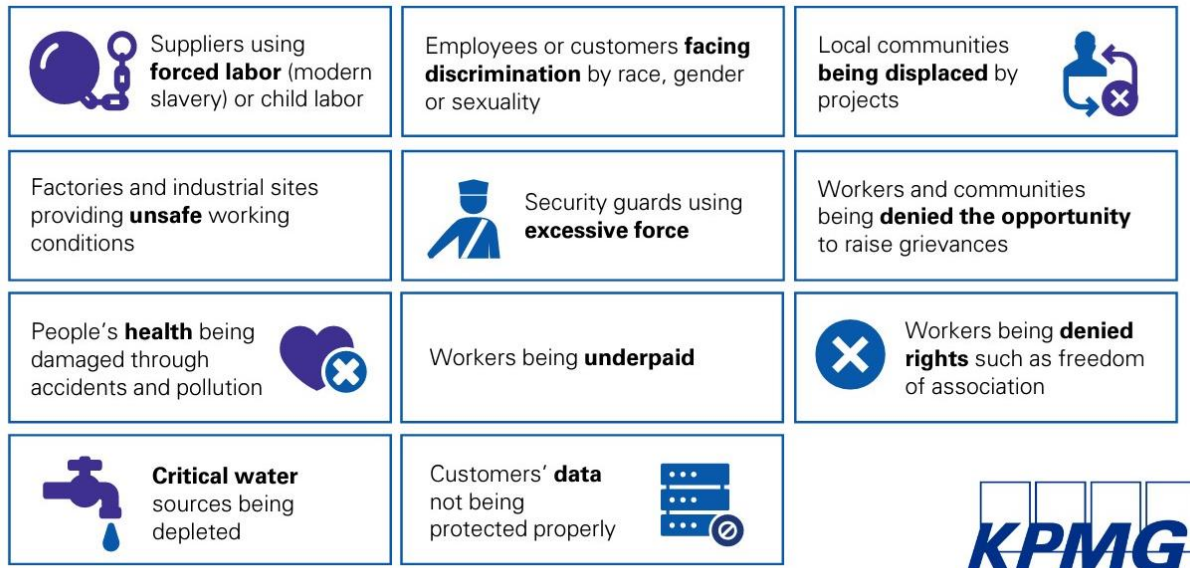 Suppliers using
forced labor (modern
slavery) or child labor
Employees or customers facing
discrimination by race, gender
or sexuality
Local communities
being displaced by
projects
Factories and industrial sites
providing unsafe working
conditions
Security guards using
excessive force
Workers and communities
being denied the opportunity
to raise grievances
People’s health being
damaged through
accidents and pollution
Workers being underpaid
Workers being denied
rights such as freedom
of association
Critical water
sources being
depleted
Customers’ data
not being
protected properly
KPMG